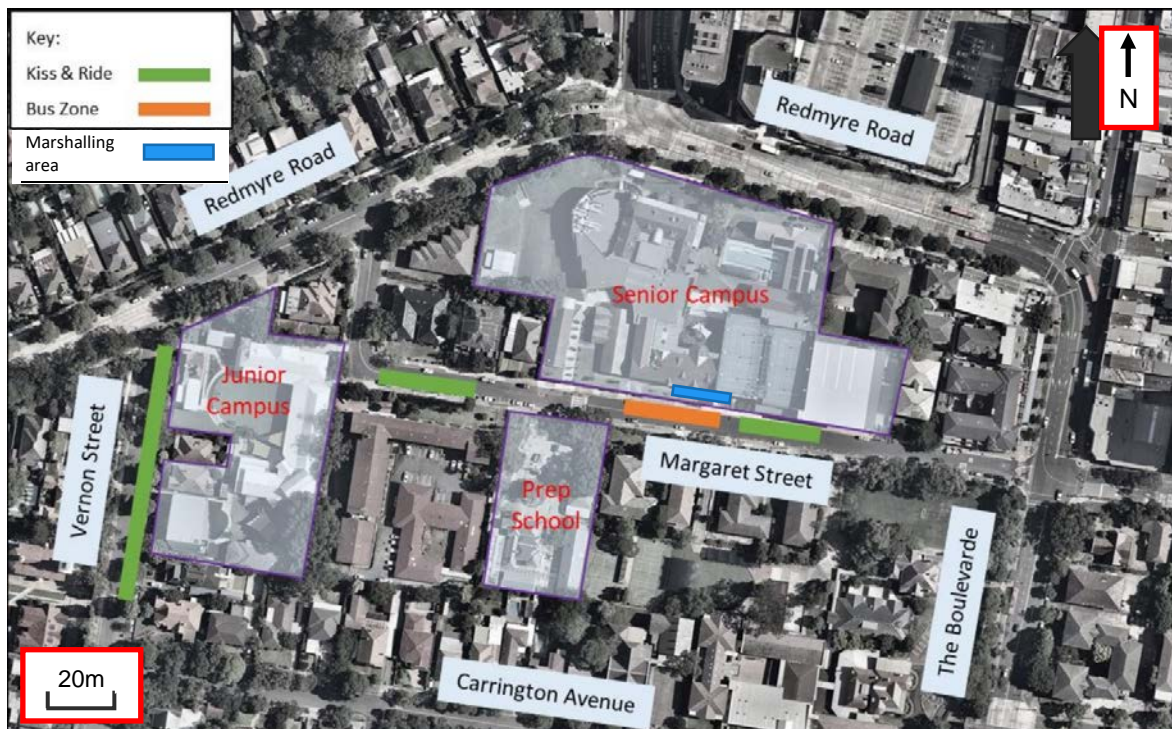 Key:
Kiss & Ride
Bus Zone
Marshalling
area
N
Redmyre Road
Redmyre Road
Senior Campus
Junior
Campus
Vernon Street
Margaret Street
Prep
School
The Boulevarde
20m
Carrington Avenue